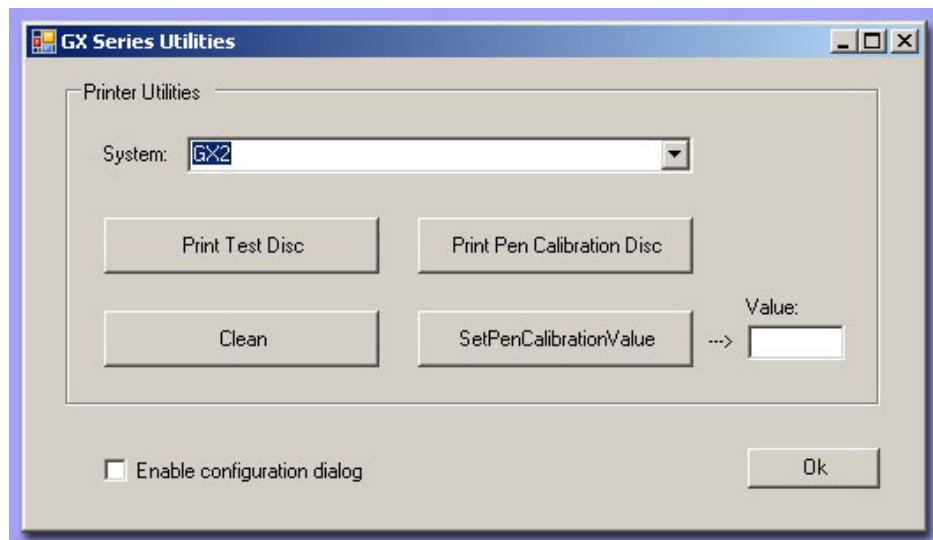 GX Series Utilities
Printer Utilities
System: GX2
Print Test Disc
Print Pen Calibration Disc
Value:
Clean
SetPenCalibrationValue --->
Enable configuration dialog
Ok